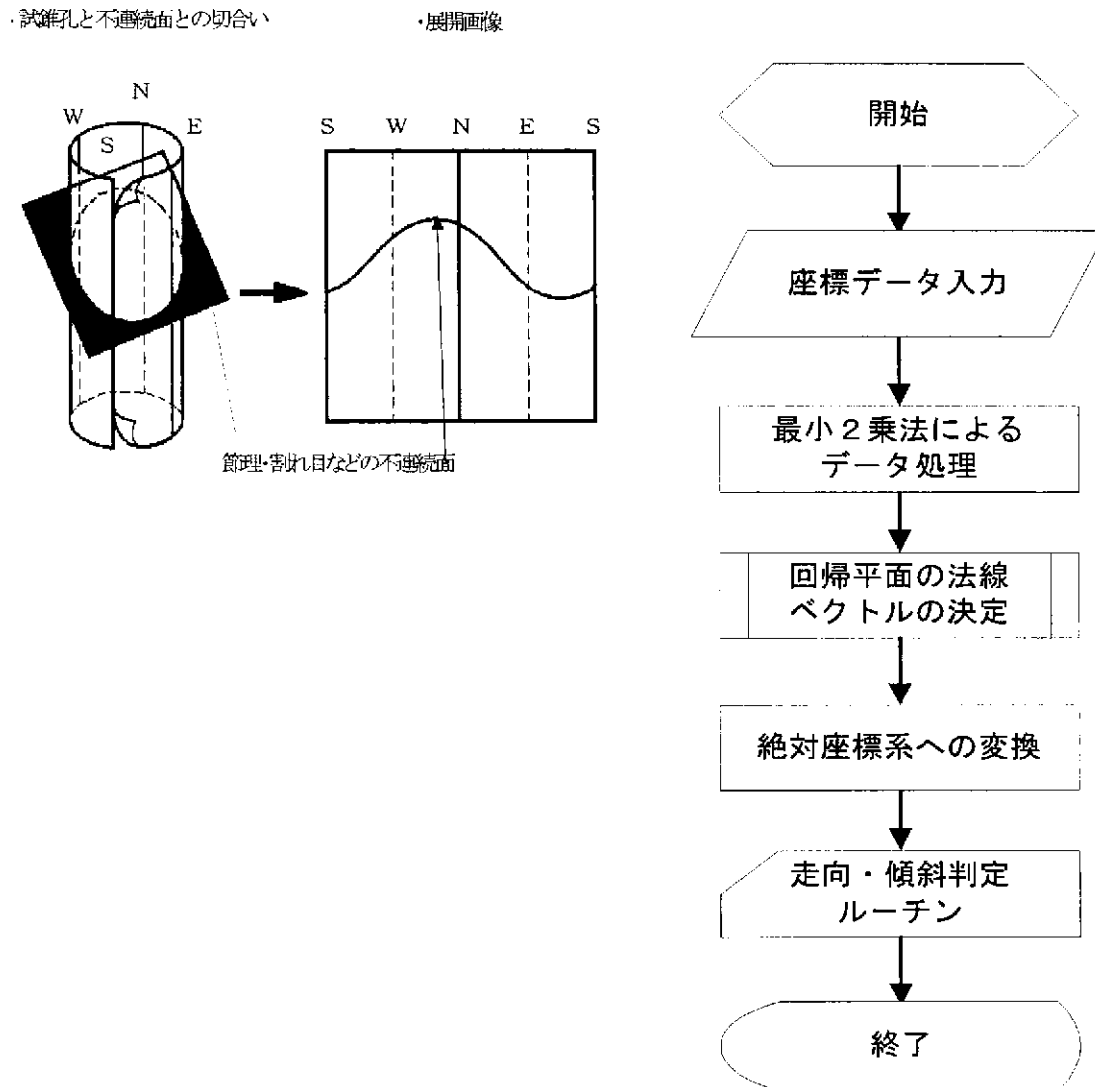 ・試錐孔と不連続面との切合い
・展開画像
N
W
S
E
S W N E S
節理・割れ目などの不連続面
開始
座標データ入力
最小2乗法による
データ処理
回帰平面の法線
ベクトルの決定
絶対座標系への変換
走向・傾斜判定
ルーチン
終了